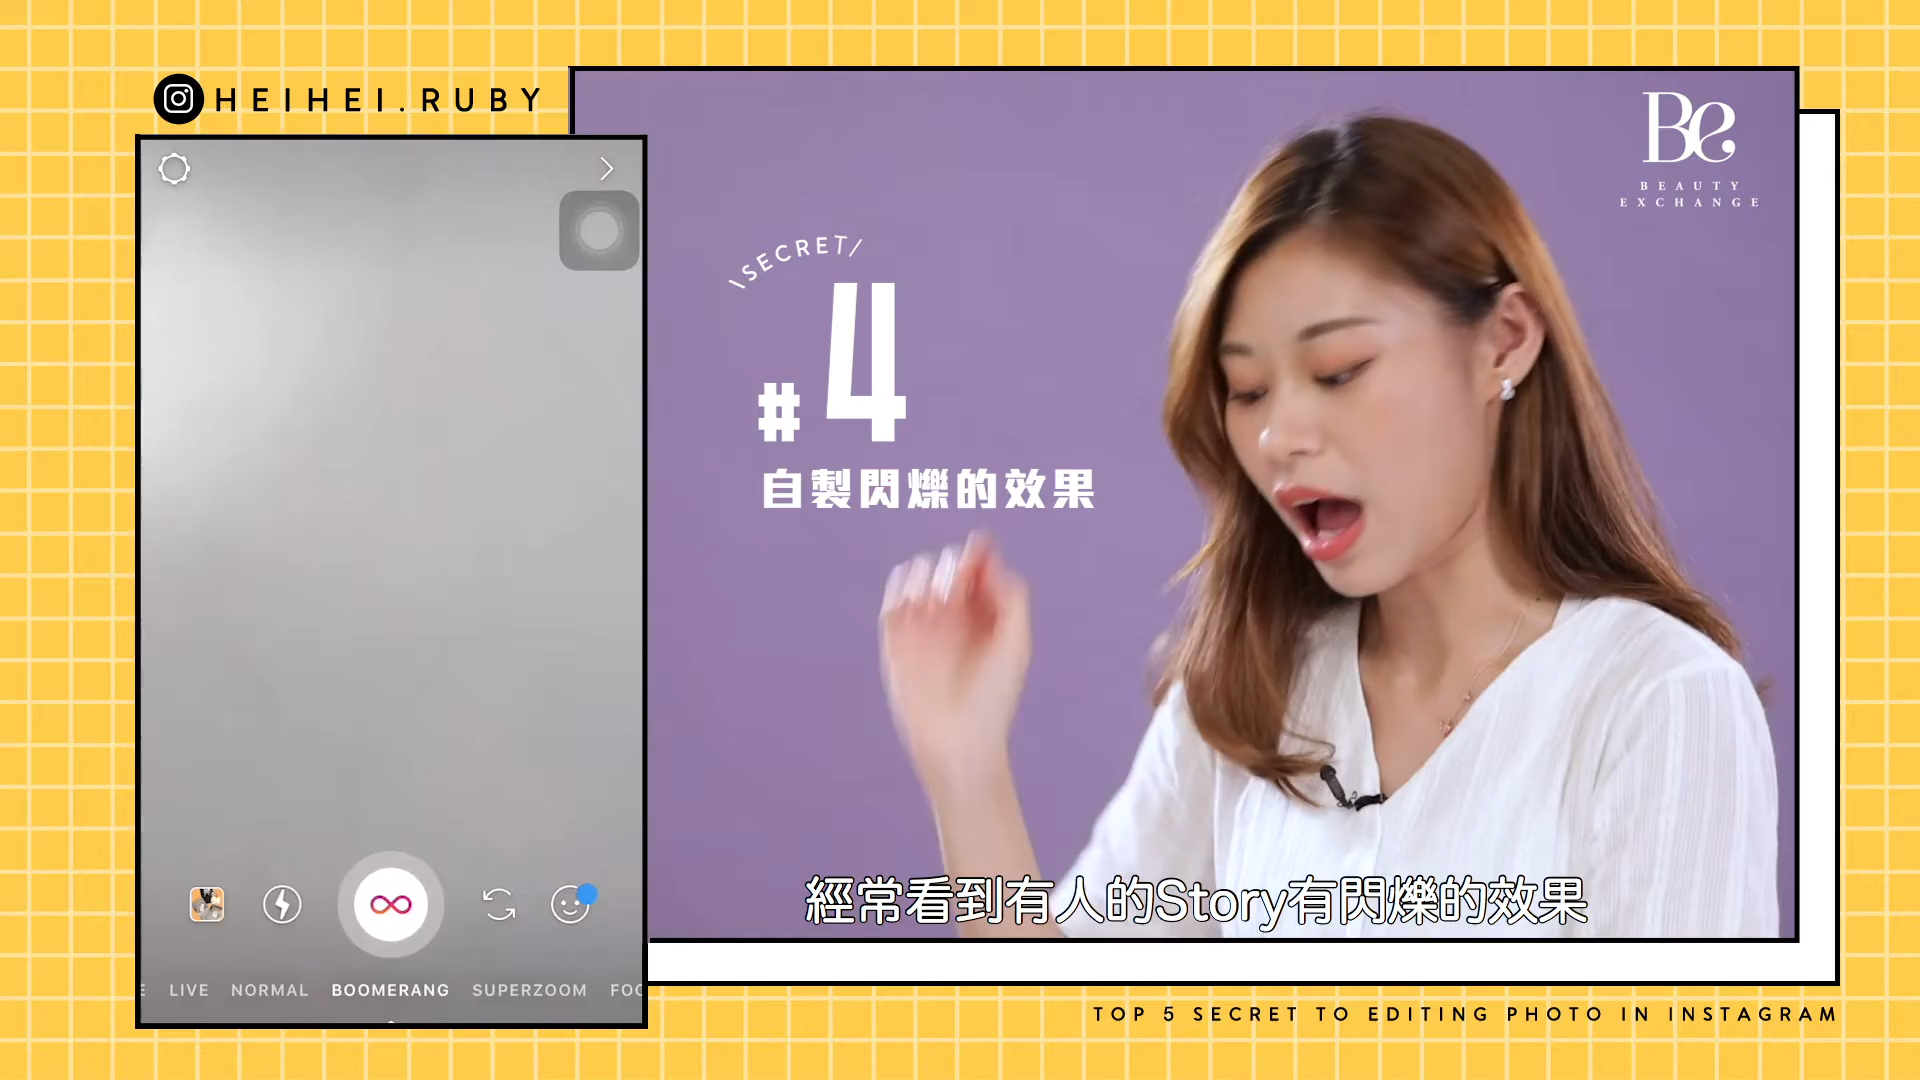 HEIHEI.RUBY
Be
BEAUTY
EXCHANGE
\SECRET/
#4
自製閃爍的效果
經常看到有人的Story有閃爍的效果
E LIVE NORMAL BOOMERANG SUPERZOOM FOC
TOP 5 SECRET TO EDITING PHOTO IN INSTAGRAM